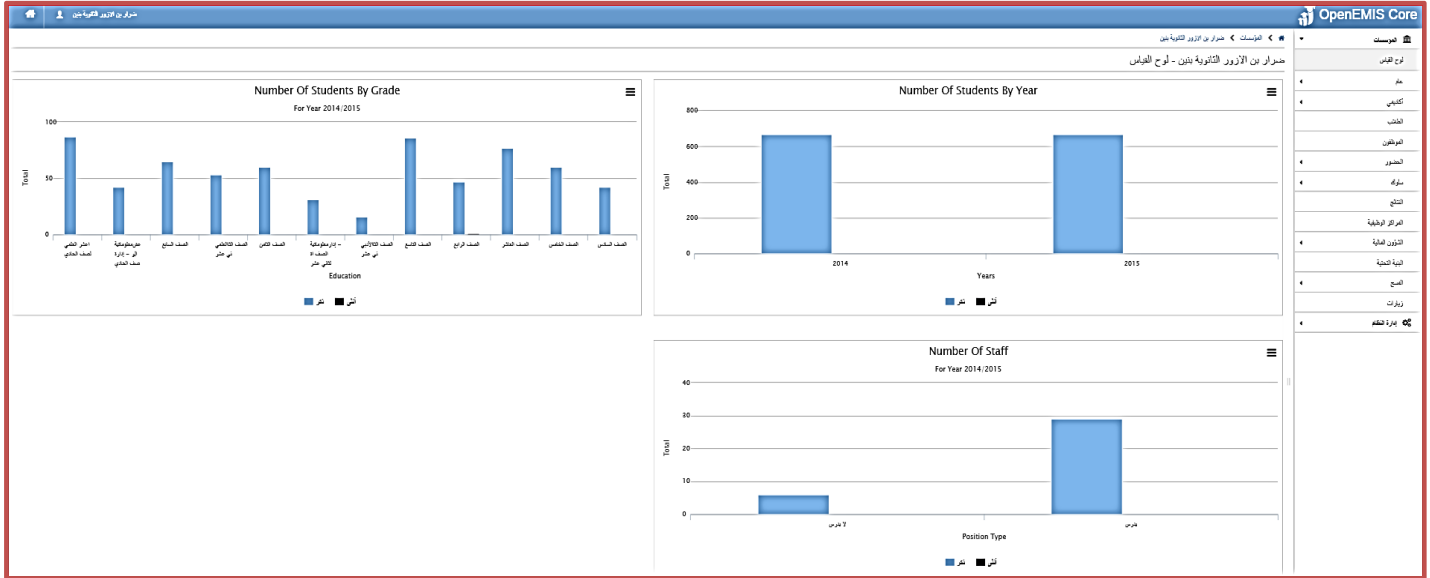 OpenEMIS Core
ضرار بن الازور الثانوية بنين
المؤسسات
لوح القياس
عام
أكاديمي
الطالب
الموظفون
الحضور
سلوك
النتائج
المراكز الوظيفية
الشؤون المالية
البنية التحتية
المسح
زيارات
إدارة النظام
المؤسسات ضرار بن الازور الثانوية بنين
ضرار بن الازور الثانوية بنين - لوح القياس
Number Of Students By Year
800
600
400
200
0
Total
2014
2015
Years
ذكر أنثى
Number Of Students By Grade
For Year 2014/2015
100
50
0
Total
الصف السابع
الصف الثامن
الصف التاسع
الصف الرابع
الصف العاشر
الصف الخامس
الصف السادس
Education
ذكر أنثى
Number Of Staff
For Year 2014/2015
40
30
20
10
0
Total
لا يدرس
يدرس
Position Type
ذكر أنثى